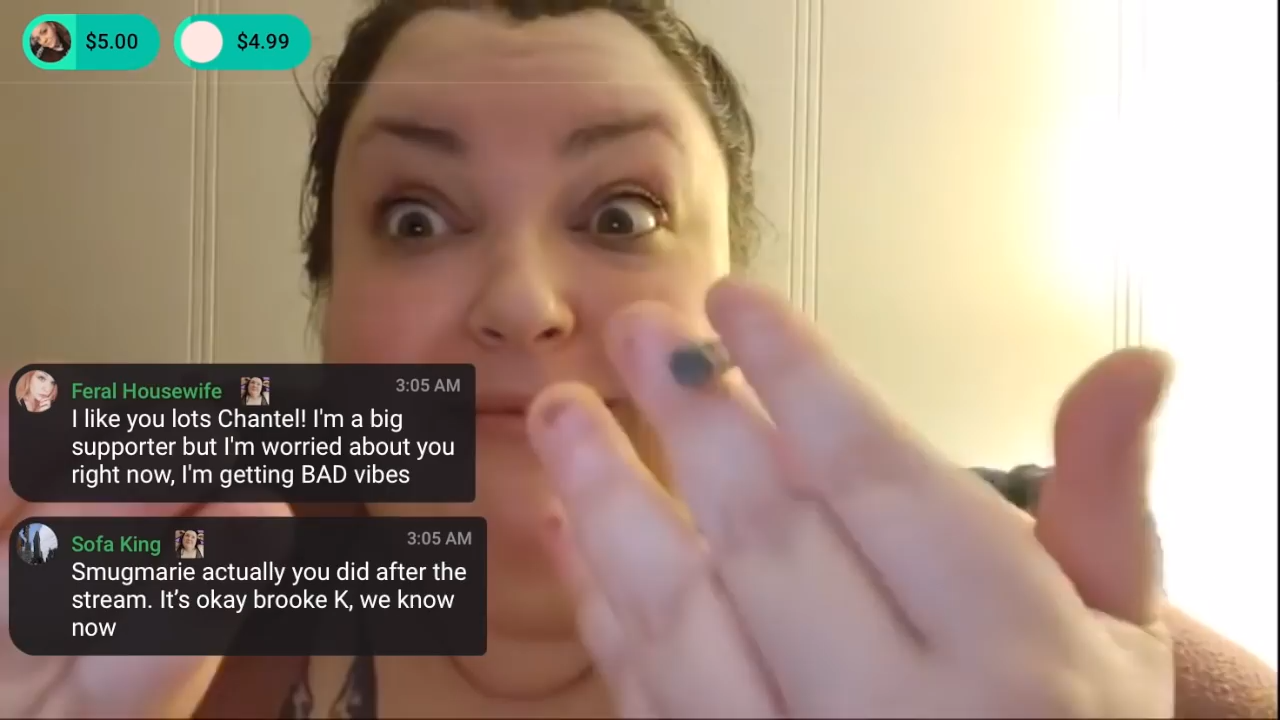 $5.00
$4.99
Feral Housewife
3:05 AM
I like you lots Chantel! I'm a big
supporter but I'm worried about you
right now, I'm getting BAD vibes
Sofa King
3:05 AM
Smugmarie actually you did after the
stream. It’s okay brooke K, we know
now